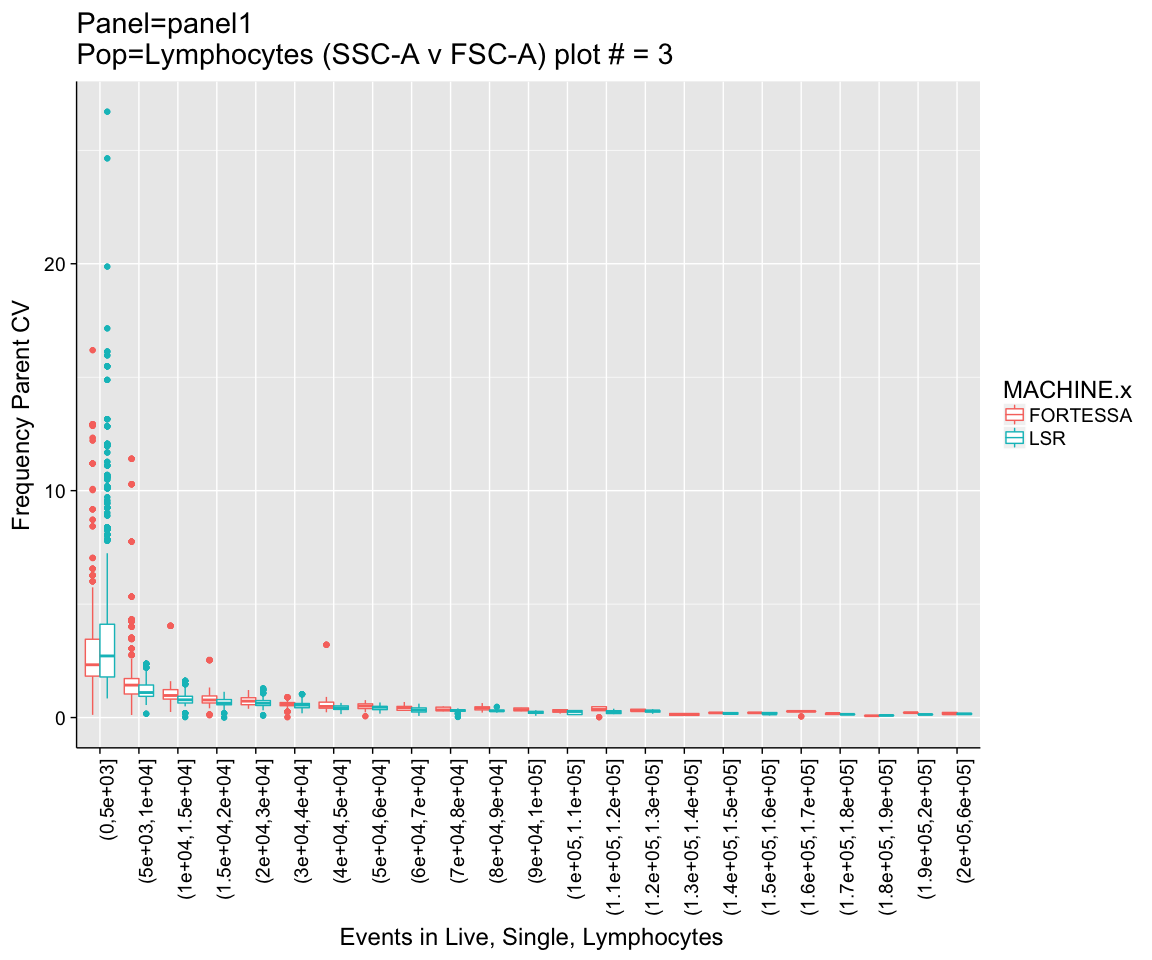 Panel=panel1
Pop=Lymphocytes (SSC-A v FSC-A) plot # = 3
20
10
0
Frequency Parent CV
(0,5e+03]
(5e+03,1e+04]
(1e+04,1.5e+04]
(1.5e+04,2e+04]
(2e+04,3e+04]
(3e+04,4e+04]
(4e+04,5e+04]
(5e+04,6e+04]
(6e+04,7e+04]
(7e+04,8e+04]
(8e+04,9e+04]
(9e+04,1e+05]
(1e+05,1.1e+05]
(1.1e+05,1.2e+05]
(1.2e+05,1.3e+05]
(1.3e+05,1.4e+05]
(1.4e+05,1.5e+05]
(1.5e+05,1.6e+05]
(1.6e+05,1.7e+05]
(1.7e+05,1.8e+05]
(1.8e+05,1.9e+05]
(1.9e+05,2e+05]
(2e+05,6e+05]
Events in Live, Single, Lymphocytes
MACHINE.x
FORTESSA
LSR